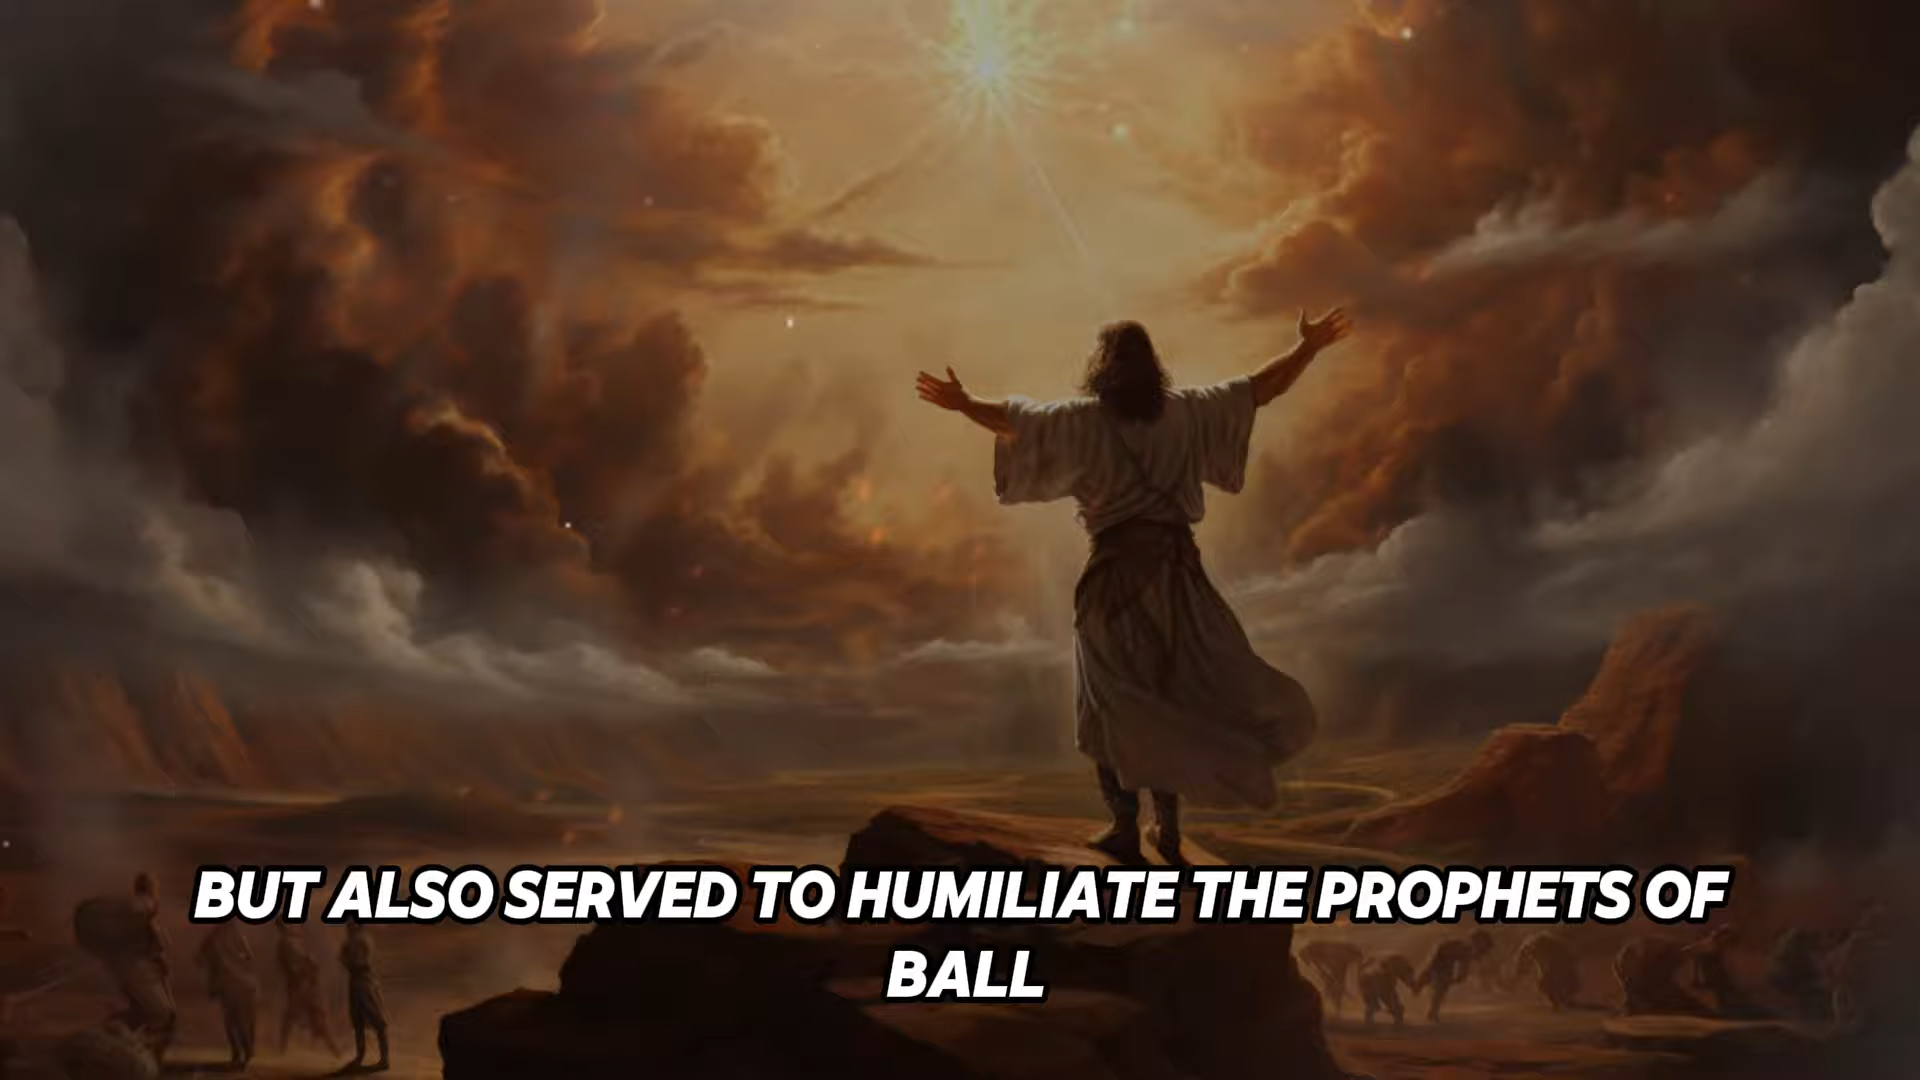 BUT ALSO SERVED TO HUMILIATE THE PROPHETS OF
BALL